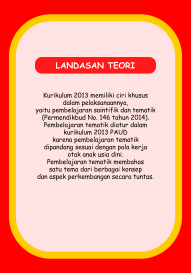 LANDASAN TEORI
Kurikulum 2013 memiliki ciri khusus
dalam pelaksanaannya,
yaitu pembelajaran saintifik dan tematik
(Permendikbud No. 146 tahun 2014).
Pembelajaran tematik diatur dalam
kurikulum 2013 PAUD
karena pembelajaran tematik
dipandang sesuai dengan pola kerja
otak anak usia dini.
Pembelajaran tematik membahas
satu tema dari berbagai konsep
dan aspek perkembangan secara tuntas.